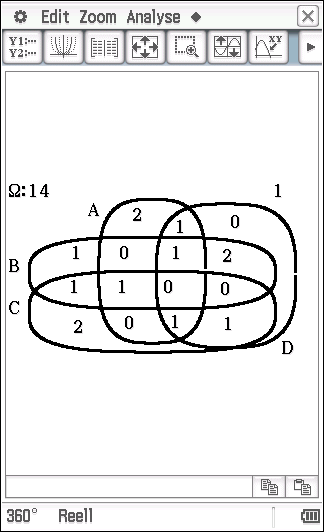 Edit Zoom Analyse ◆
Y1:···
Y2:···
XY
Ω:14 1
A 2 1 0
B 1 0 1 2
1 1 0 0
C 2 0 1 1
D
360° Reell